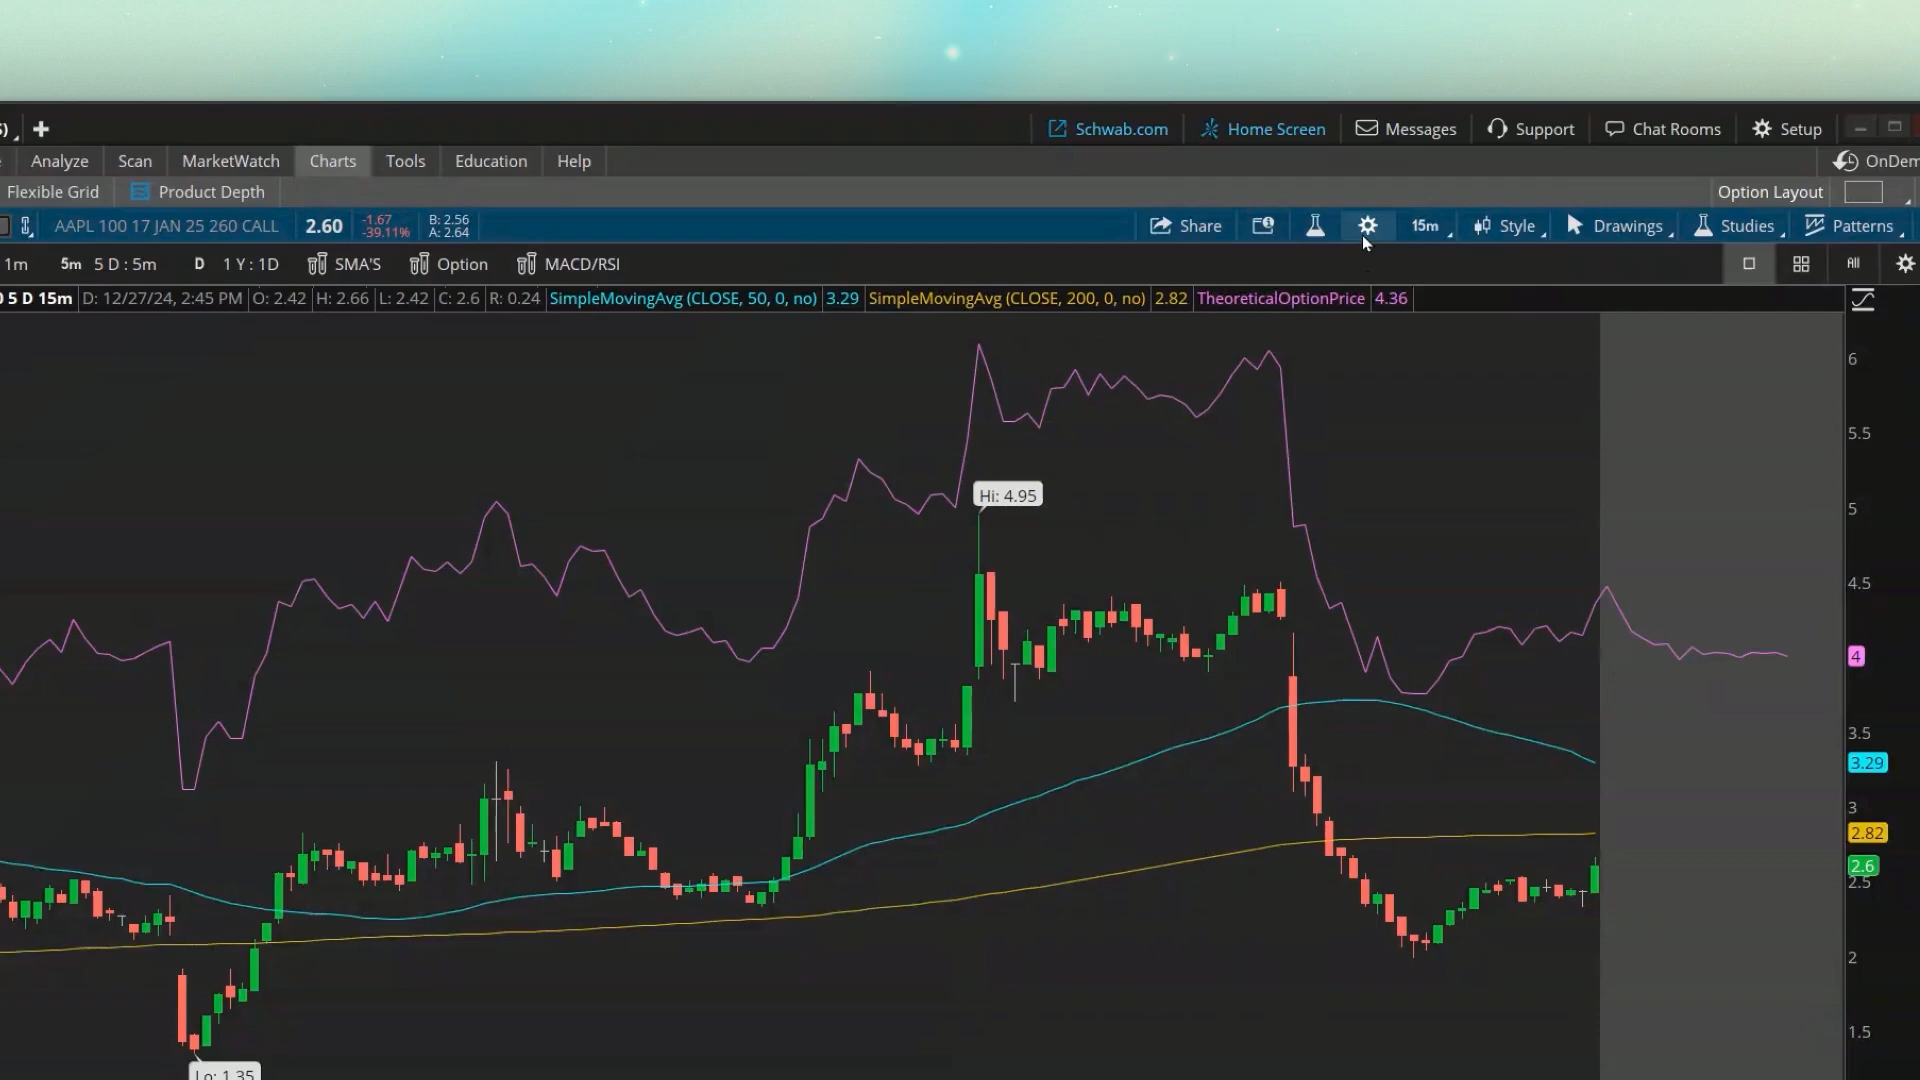 S) + Schwab.com Home Screen Messages Support Chat Rooms Setup
Analyze Scan MarketWatch Charts Tools Education Help OnDem
Flexible Grid Product Depth Option Layout
AAPL 100 17 JAN 25 260 CALL 2.60 -1.67 B: 2.56 Share 15m Style Drawings Studies Patterns
-39.11% A: 2.64
1m 5m 5 D : 5m D 1 Y : 1D SMA'S Option MACD/RSI All
0 5 D 15m D: 12/27/24, 2:45 PM O: 2.42 H: 2.66 L: 2.42 C: 2.6 R: 0.24 SimpleMovingAvg (CLOSE, 50, 0, no) 3.29 SimpleMovingAvg (CLOSE, 200, 0, no) 2.82 TheoreticalOptionPrice 4.36
6
5.5
Hi: 4.95
5
4.5
4
3.5
3.29
3
2.82
2.6
2.5
2
1.5
Lo: 1.35